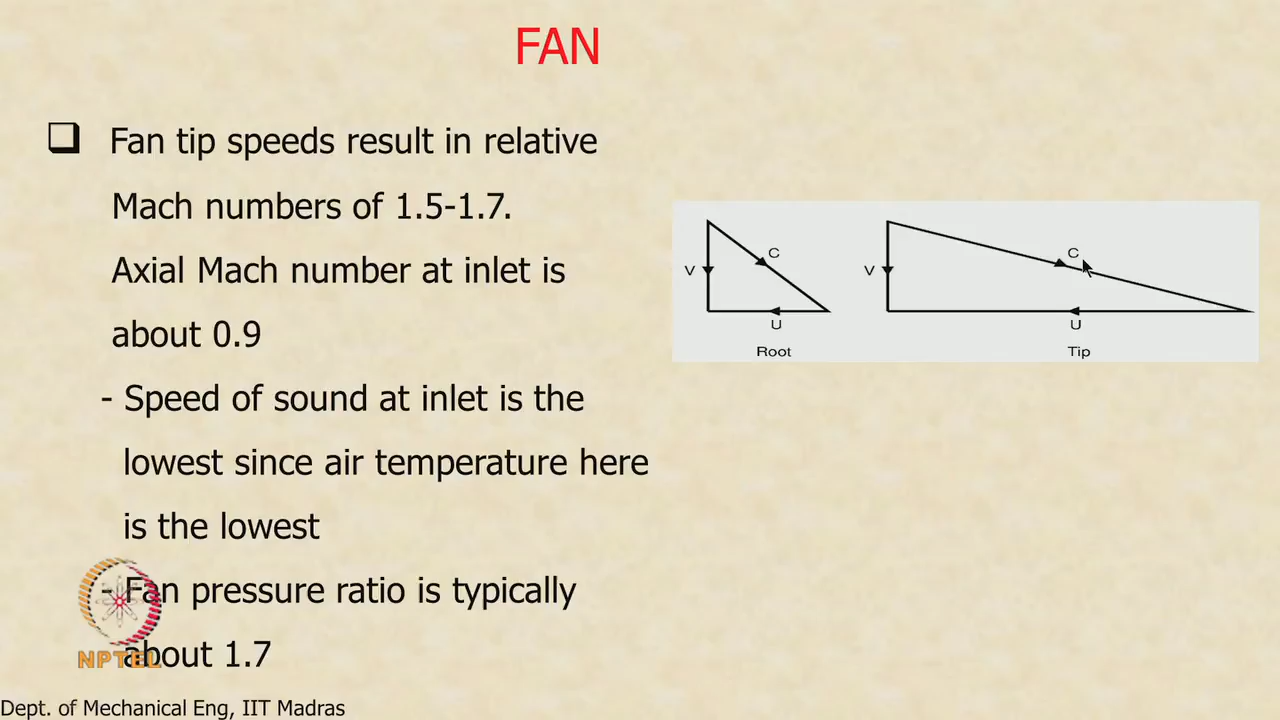 FAN
❑ Fan tip speeds result in relative
Mach numbers of 1.5-1.7.
Axial Mach number at inlet is
about 0.9
- Speed of sound at inlet is the
lowest since air temperature here
is the lowest
- Fan pressure ratio is typically
about 1.7
V C U Root
V C U Tip
NPTEL
Dept. of Mechanical Eng, IIT Madras